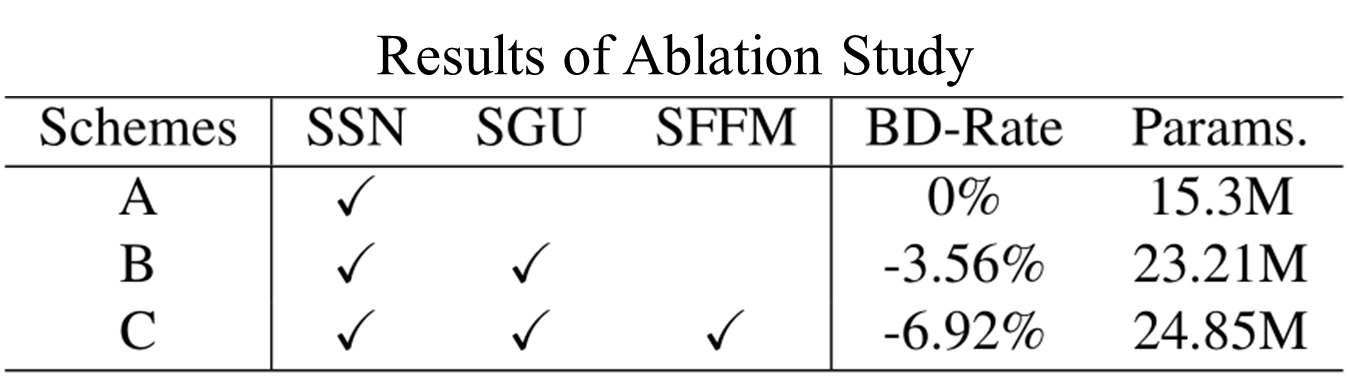 Results of Ablation Study
Schemes SSN SGU SFFM BD-Rate Params.
A ✓ 0% 15.3M
B ✓ ✓ -3.56% 23.21M
C ✓ ✓ ✓ -6.92% 24.85M